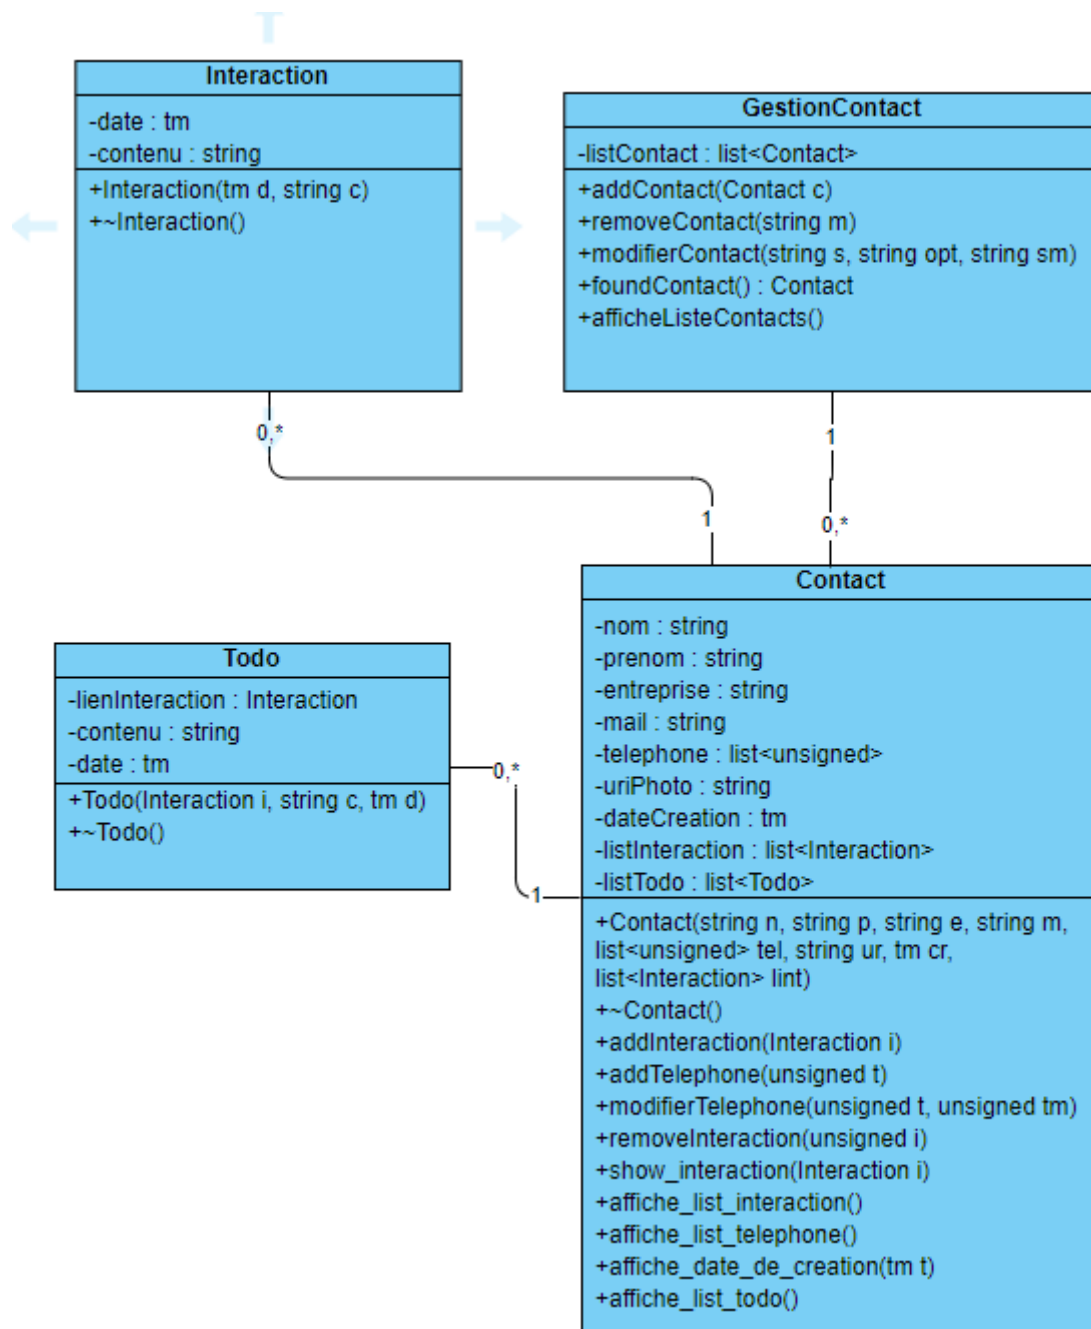 Interaction
-date : tm
-contenu : string
+Interaction(tm d, string c)
+~Interaction()
GestionContact
-listContact : list<Contact>
+addContact(Contact c)
+removeContact(string m)
+modifierContact(string s, string opt, string sm)
+foundContact() : Contact
+afficheListeContacts()
0,*
1
1
0,*
Todo
-lienInteraction : Interaction
-contenu : string
-date : tm
+Todo(Interaction i, string c, tm d)
+~Todo()
0,*
1
Contact
-nom : string
-prenom : string
-entreprise : string
-mail : string
-telephone : list<unsigned>
-uriPhoto : string
-dateCreation : tm
-listInteraction : list<Interaction>
-listTodo : list<Todo>
+Contact(string n, string p, string e, string m,
list<unsigned> tel, string ur, tm cr,
list<Interaction> lint)
+~Contact()
+addInteraction(Interaction i)
+addTelephone(unsigned t)
+modifierTelephone(unsigned t, unsigned tm)
+removeInteraction(unsigned i)
+show_interaction(Interaction i)
+affiche_list_interaction()
+affiche_list_telephone()
+affiche_date_de_creation(tm t)
+affiche_list_todo()